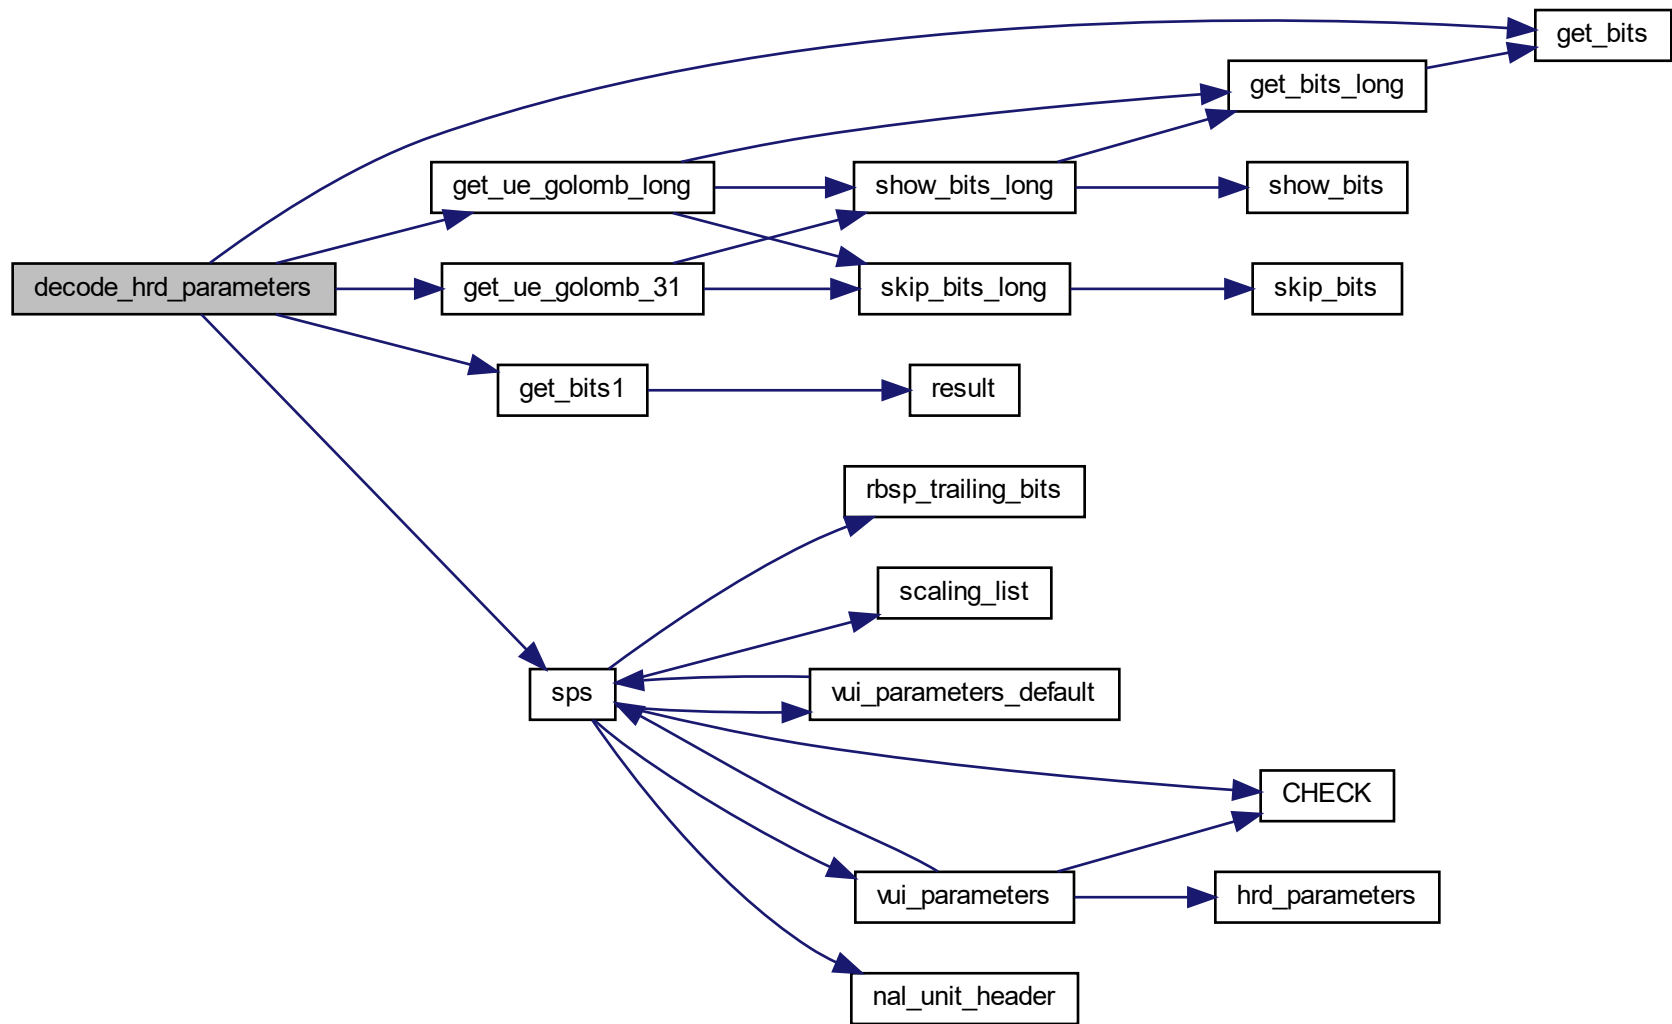 get_bits
get_bits_long
get_ue_golomb_long
show_bits_long
show_bits
decode_hrd_parameters
get_ue_golomb_31
skip_bits_long
skip_bits
get_bits1
result
rbsp_trailing_bits
scaling_list
sps
vui_parameters_default
CHECK
vui_parameters
hrd_parameters
nal_unit_header